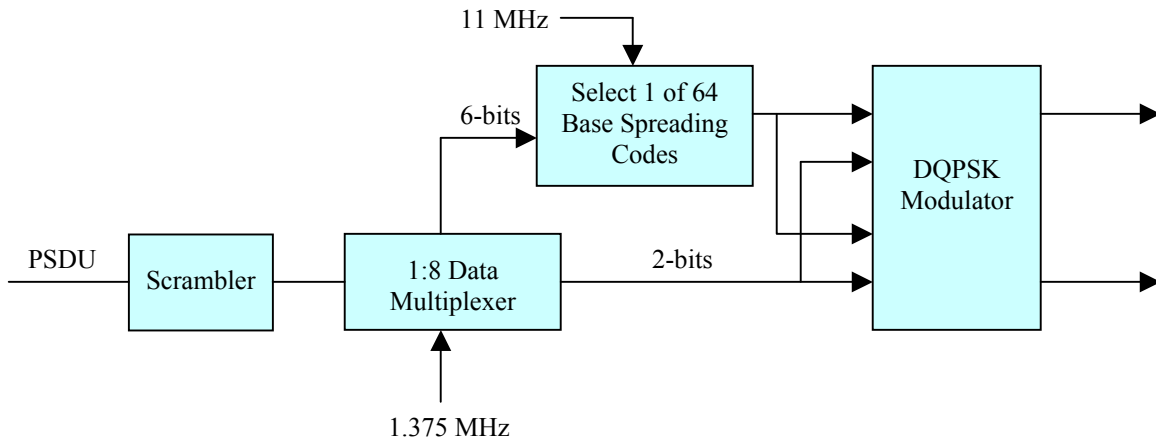 11 MHz
Select 1 of 64
Base Spreading
Codes
6-bits
DQPSK
Modulator
PSDU
Scrambler
1:8 Data
Multiplexer
2-bits
1.375 MHz